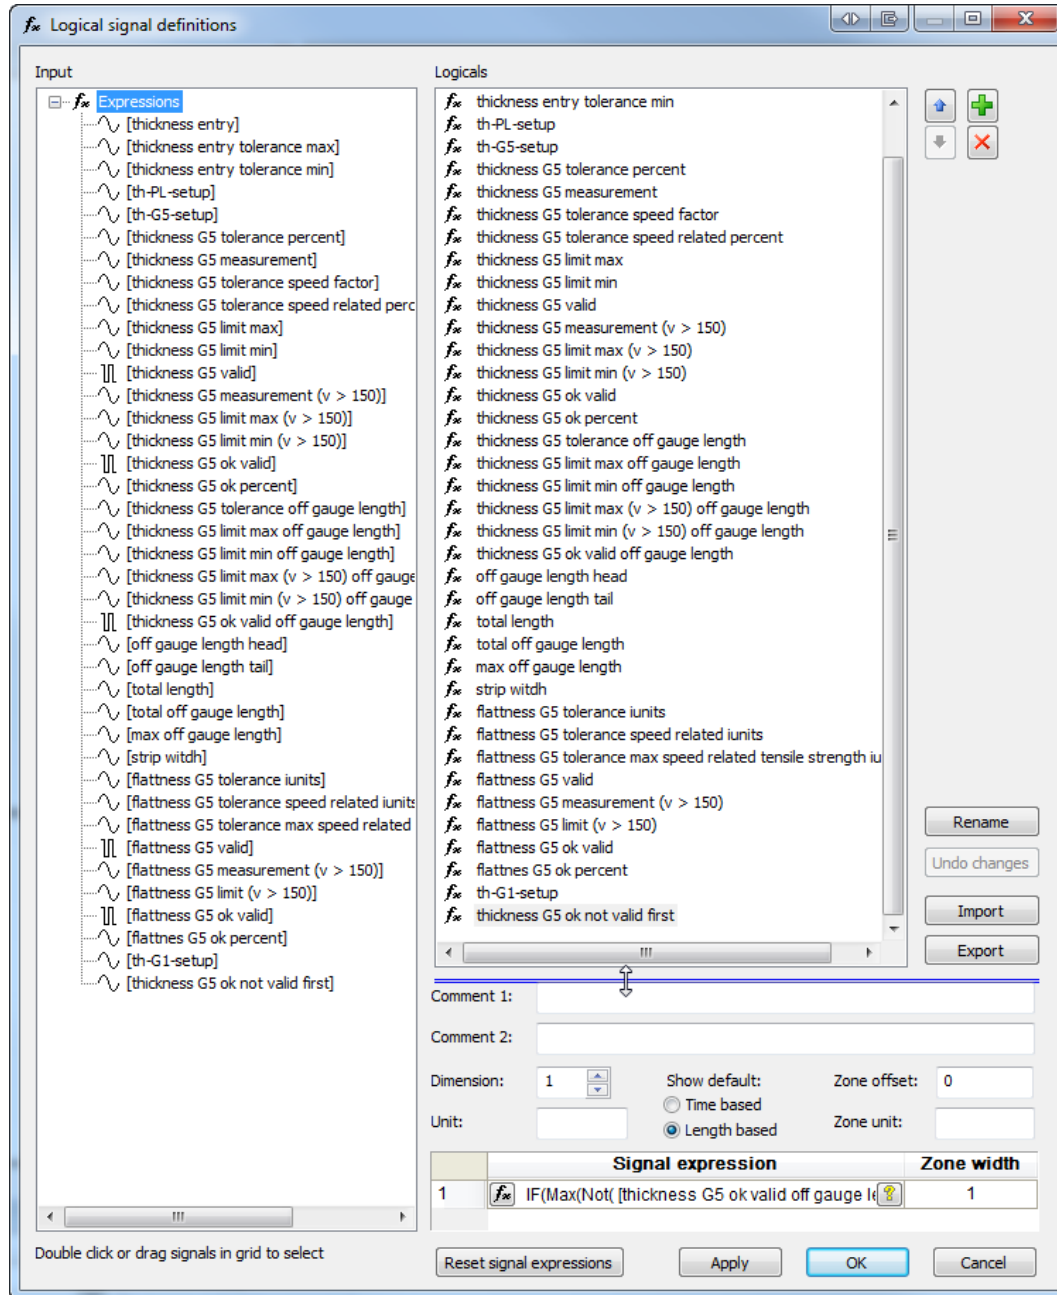 fx Logical signal definitions
Input
Expressions
[thickness entry]
[thickness entry tolerance max]
[thickness entry tolerance min]
[th-PL-setup]
[th-G5-setup]
[thickness G5 tolerance percent]
[thickness G5 measurement]
[thickness G5 tolerance speed factor]
[thickness G5 tolerance speed related perc
[thickness G5 limit max]
[thickness G5 limit min]
[thickness G5 valid]
[thickness G5 measurement (v > 150)]
[thickness G5 limit max (v > 150)]
[thickness G5 limit min (v > 150)]
[thickness G5 ok valid]
[thickness G5 ok percent]
[thickness G5 tolerance off gauge length]
[thickness G5 limit max off gauge length]
[thickness G5 limit min off gauge length]
[thickness G5 limit max (v > 150) off gauge
[thickness G5 limit min (v > 150) off gauge
[thickness G5 ok valid off gauge length]
[off gauge length head]
[off gauge length tail]
[total length]
[total off gauge length]
[max off gauge length]
[strip witdh]
[flattness G5 tolerance iunits]
[flattness G5 tolerance speed related iunits
[flattness G5 tolerance max speed related
[flattness G5 valid]
[flattness G5 measurement (v > 150)]
[flattness G5 limit (v > 150)]
[flattness G5 ok valid]
[flattnes G5 ok percent]
[th-G1-setup]
[thickness G5 ok not valid first]
Double click or drag signals in grid to select
Logicals
thickness entry tolerance min
th-PL-setup
th-G5-setup
thickness G5 tolerance percent
thickness G5 measurement
thickness G5 tolerance speed factor
thickness G5 tolerance speed related percent
thickness G5 limit max
thickness G5 limit min
thickness G5 valid
thickness G5 measurement (v > 150)
thickness G5 limit max (v > 150)
thickness G5 limit min (v > 150)
thickness G5 ok valid
thickness G5 ok percent
thickness G5 tolerance off gauge length
thickness G5 limit max off gauge length
thickness G5 limit min off gauge length
thickness G5 limit max (v > 150) off gauge length
thickness G5 limit min (v > 150) off gauge length
thickness G5 ok valid off gauge length
off gauge length head
off gauge length tail
total length
total off gauge length
max off gauge length
strip witdh
flattness G5 tolerance iunits
flattness G5 tolerance speed related iunits
flattness G5 tolerance max speed related tensile strength iu
flattness G5 valid
flattness G5 measurement (v > 150)
flattness G5 limit (v > 150)
flattness G5 ok valid
flattnes G5 ok percent
th-G1-setup
thickness G5 ok not valid first
Rename
Undo changes
Import
Export
Comment 1:
Comment 2:
Dimension: 1 Show default: Zone offset: 0
Time based
Unit: Length based Zone unit:
Signal expression Zone width
1 fx IF(Max(Not( [thickness G5 ok valid off gauge le ? 1
Reset signal expressions Apply OK Cancel